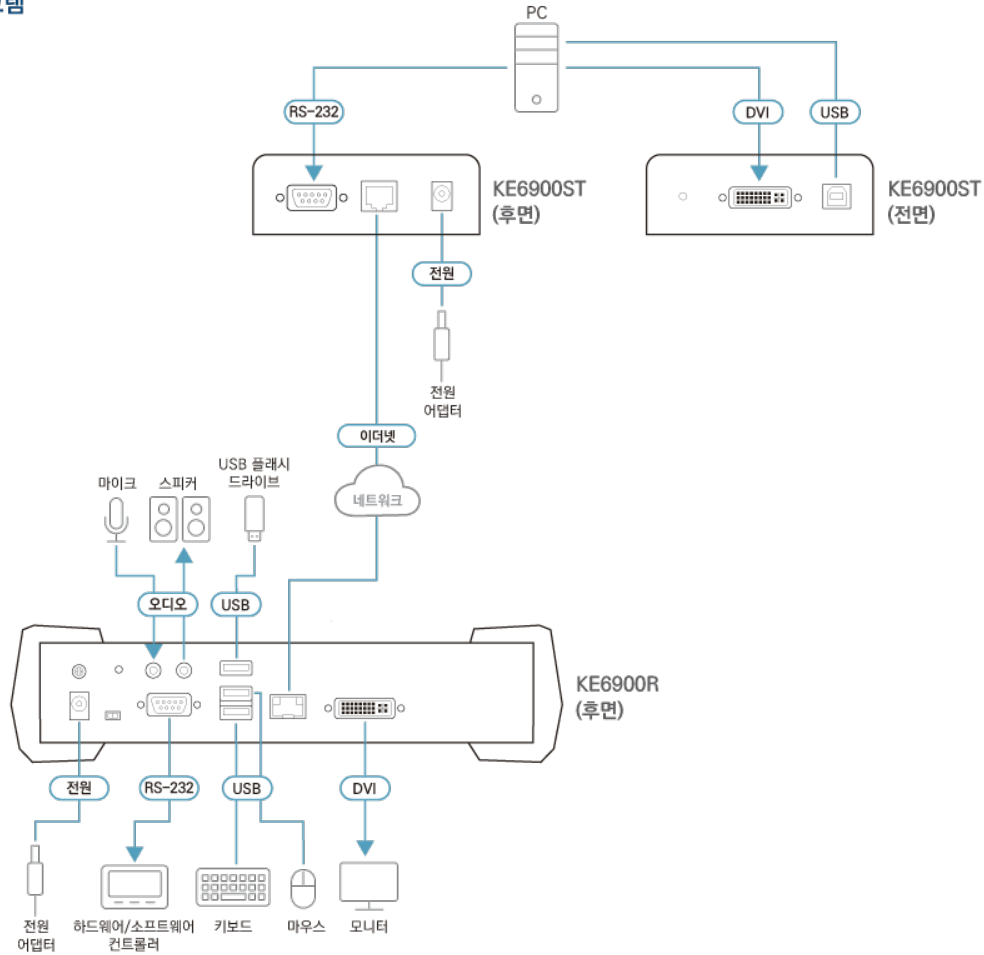 PC
RS-232
DVI
USB
KE6900ST
(후면)
KE6900ST
(전면)
전원
전원
어댑터
이더넷
네트워크
마이크
스피커
USB 플래시
드라이브
오디오
USB
KE6900R
(후면)
전원
RS-232
USB
DVI
전원
어댑터
하드웨어/소프트웨어
컨트롤러
키보드
마우스
모니터